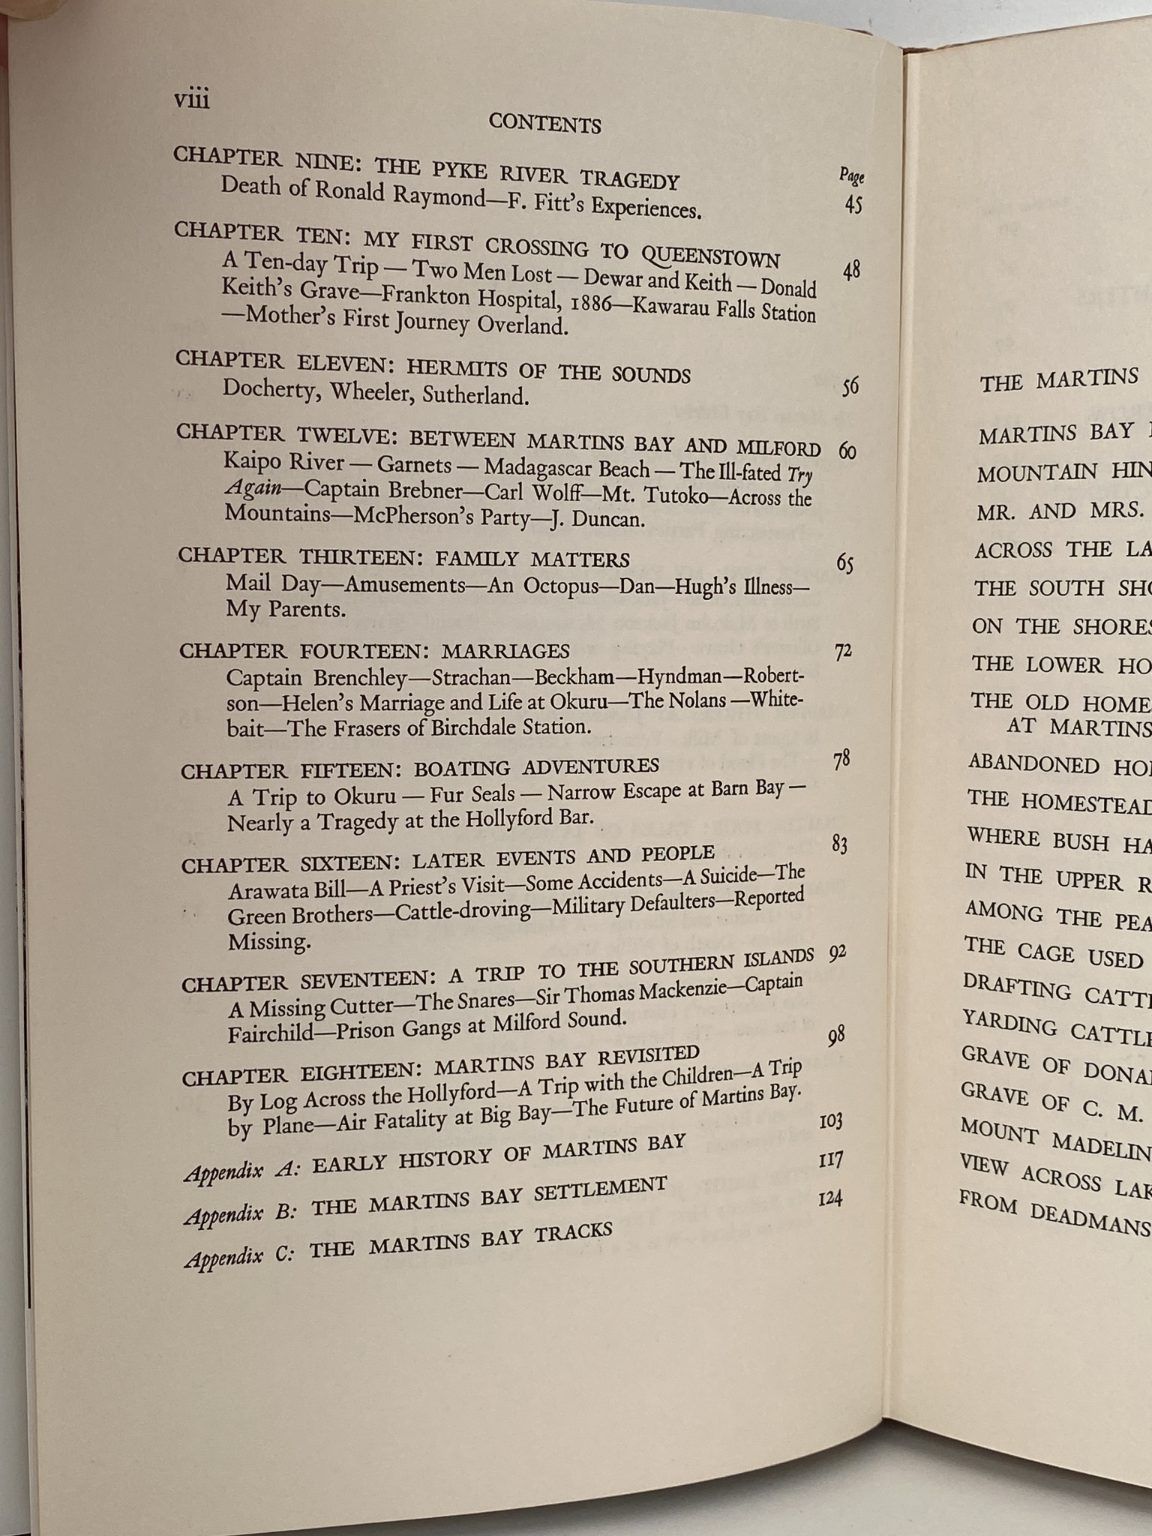 viii
CONTENTS
Page
CHAPTER NINE: THE PYKE RIVER TRAGEDY 45
Death of Ronald Raymond—F. Fitt's Experiences.
CHAPTER TEN: MY FIRST CROSSING TO QUEENSTOWN 48
A Ten-day Trip — Two Men Lost — Dewar and Keith — Donald
Keith's Grave—Frankton Hospital, 1886—Kawarau Falls Station
—Mother's First Journey Overland.
CHAPTER ELEVEN: HERMITS OF THE SOUNDS 56
Docherty, Wheeler, Sutherland.
CHAPTER TWELVE: BETWEEN MARTINS BAY AND MILFORD 60
Kaipo River — Garnets — Madagascar Beach — The Ill-fated Try
Again—Captain Brebner—Carl Wolff—Mt. Tutoko—Across the
Mountains—McPherson's Party—J. Duncan.
CHAPTER THIRTEEN: FAMILY MATTERS 65
Mail Day—Amusements—An Octopus—Dan—Hugh's Illness—
My Parents.
CHAPTER FOURTEEN: MARRIAGES 72
Captain Brenchley—Strachan—Beckham—Hyndman—Robert-
son—Helen's Marriage and Life at Okuru—The Nolans—White-
bait—The Frasers of Birchdale Station.
CHAPTER FIFTEEN: BOATING ADVENTURES 78
A Trip to Okuru — Fur Seals — Narrow Escape at Barn Bay —
Nearly a Tragedy at the Hollyford Bar.
CHAPTER SIXTEEN: LATER EVENTS AND PEOPLE 83
Arawata Bill—A Priest's Visit—Some Accidents—A Suicide—The
Green Brothers—Cattle-droving—Military Defaulters—Reported
Missing.
CHAPTER SEVENTEEN: A TRIP TO THE SOUTHERN ISLANDS 92
A Missing Cutter—The Snares—Sir Thomas Mackenzie—Captain
Fairchild—Prison Gangs at Milford Sound.
CHAPTER EIGHTEEN: MARTINS BAY REVISITED 98
By Log Across the Hollyford—A Trip with the Children—A Trip
by Plane—Air Fatality at Big Bay—The Future of Martins Bay.
Appendix A: EARLY HISTORY OF MARTINS BAY 103
Appendix B: THE MARTINS BAY SETTLEMENT 117
Appendix C: THE MARTINS BAY TRACKS 124
THE MARTINS
MARTINS BAY
MOUNTAIN HIN
MR. AND MRS.
ACROSS THE LA
THE SOUTH SHO
ON THE SHORES
THE LOWER HO
THE OLD HOME
AT MARTINS
ABANDONED HO
THE HOMESTEAD
WHERE BUSH HA
IN THE UPPER R
AMONG THE PEA
THE CAGE USED
DRAFTING CATT
YARDING CATTLE
GRAVE OF DONA
GRAVE OF C. M.
MOUNT MADELIN
VIEW ACROSS LAK
FROM DEADMANS